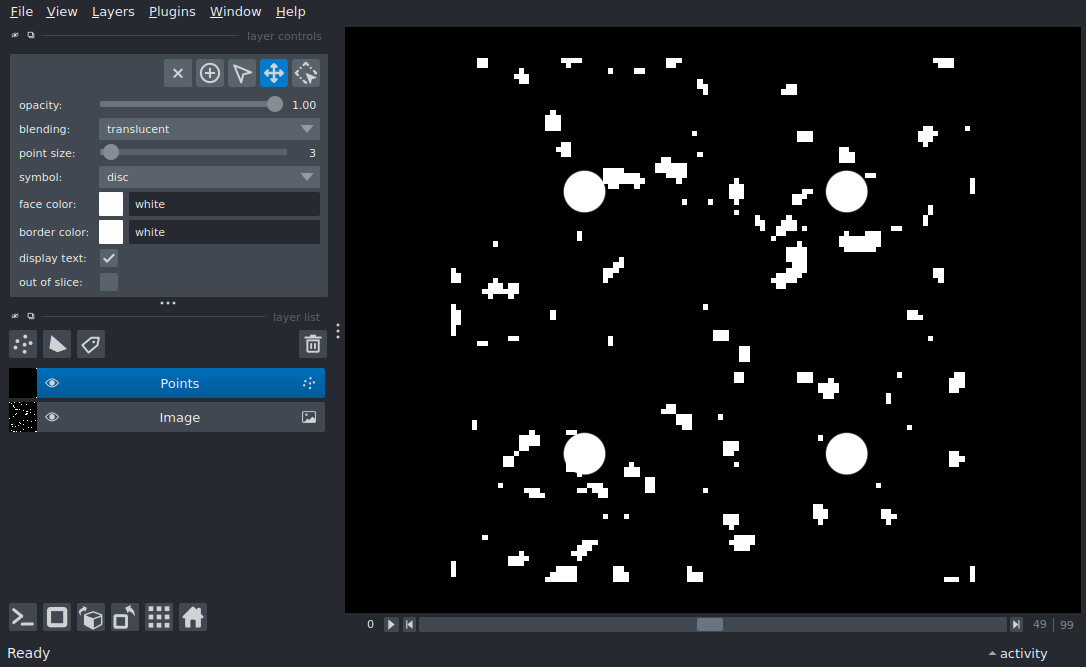 File View Layers Plugins Window Help
layer controls
opacity: 1.00
blending: translucent
point size: 3
symbol: disc
face color: white
border color: white
display text:
out of slice:
layer list
Points
Image
0 49 99
Ready activity